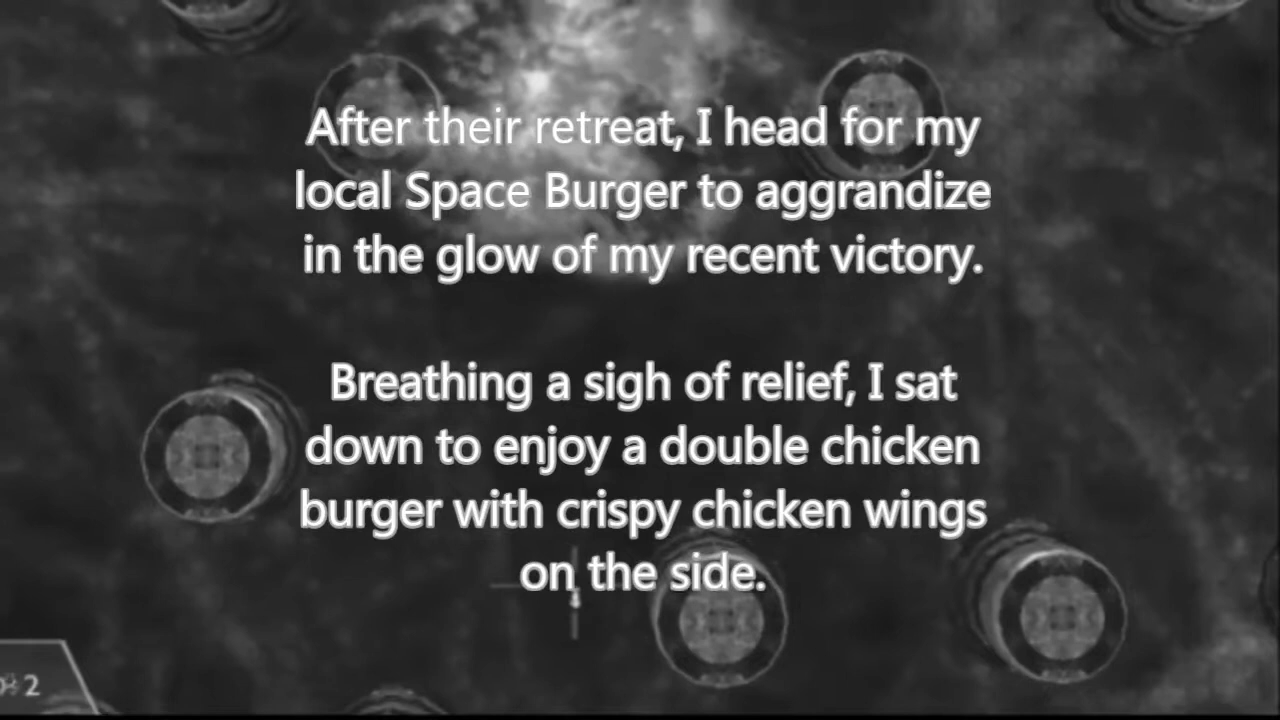 After their retreat, I head for my
local Space Burger to aggrandize
in the glow of my recent victory.
Breathing a sigh of relief, I sat
down to enjoy a double chicken
burger with crispy chicken wings
on the side.
2